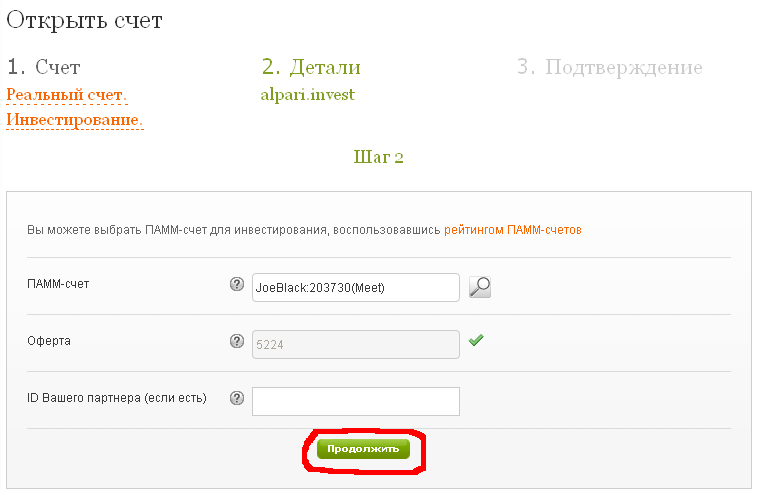 Открыть счет
1. Счет
2. Детали
3. Подтверждение
Реальный счет.
alpari.invest
Инвестирование.
Шаг 2
Вы можете выбрать ПАММ-счет для инвестирования, воспользовавшись рейтингом ПАММ-счетов
ПАММ-счет ? JoeBlack:203730(Meet)
Оферта ? 5224
ID Вашего партнера (если есть) ?
Продолжить